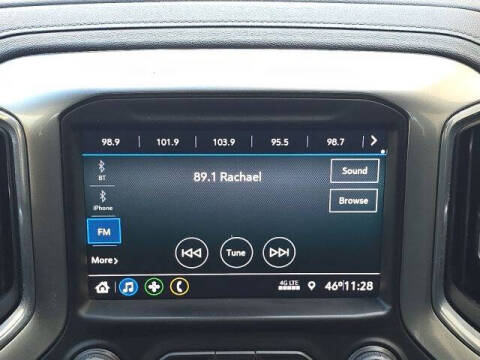 98.9 101.9 103.9 95.5 98.7
BT
89.1 Rachael
Sound
iPhone
Browse
FM
Tune
More
4G LTE
46° 11:28